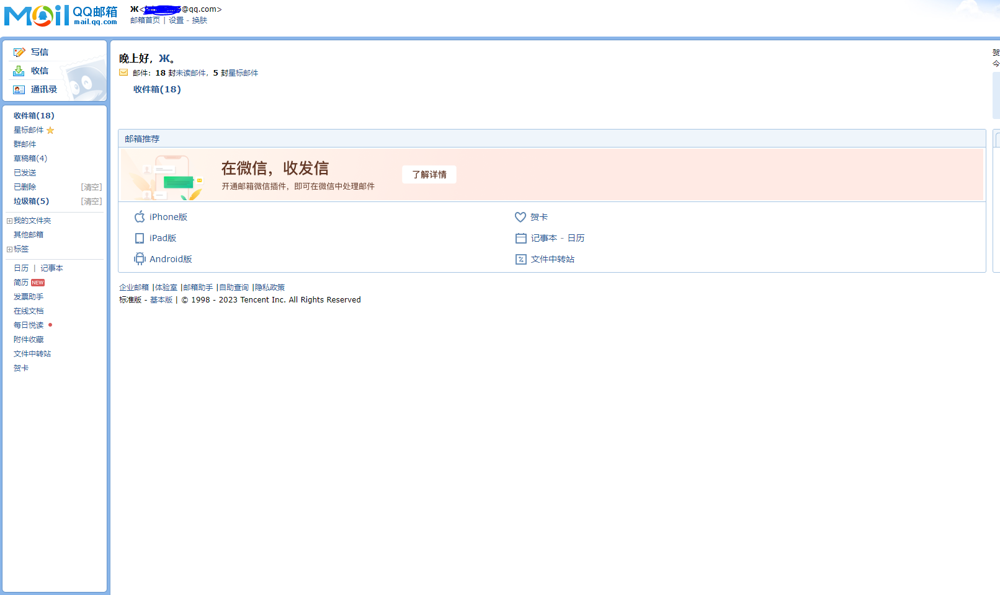 Mail QQ邮箱
mail.qq.com
Ж< @qq.com>
邮箱首页 | 设置 - 换肤
写信
收信
通讯录
收件箱(18)
星标邮件
群邮件
草稿箱(4)
已发送
已删除 [清空]
垃圾箱(5) [清空]
我的文件夹
其他邮箱
标签
日历 | 记事本
简历 NEW
发票助手
在线文档
每日悦读
附件收藏
文件中转站
贺卡
晚上好，Ж。
邮件：18 封未读邮件，5 封星标邮件
收件箱(18)
邮箱推荐
在微信，收发信
开通邮箱微信插件，即可在微信中处理邮件
了解详情
iPhone版
iPad版
Android版
贺卡
记事本 - 日历
文件中转站
企业邮箱 |体验室 |邮箱助手 |自助查询 |隐私政策
标准版 - 基本版 | © 1998 - 2023 Tencent Inc. All Rights Reserved
贺
今